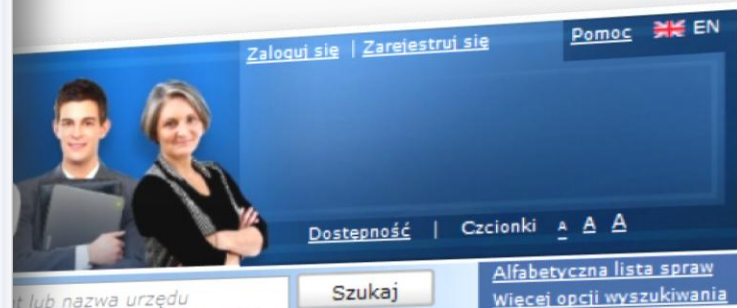 Zaloguj się | Zarejestruj się
Pomoc EN
Dostępność | Czcionki A A A
lub nazwa urzędu
Szukaj
Alfabetyczna lista spraw
Więcej opcji wyszukiwania